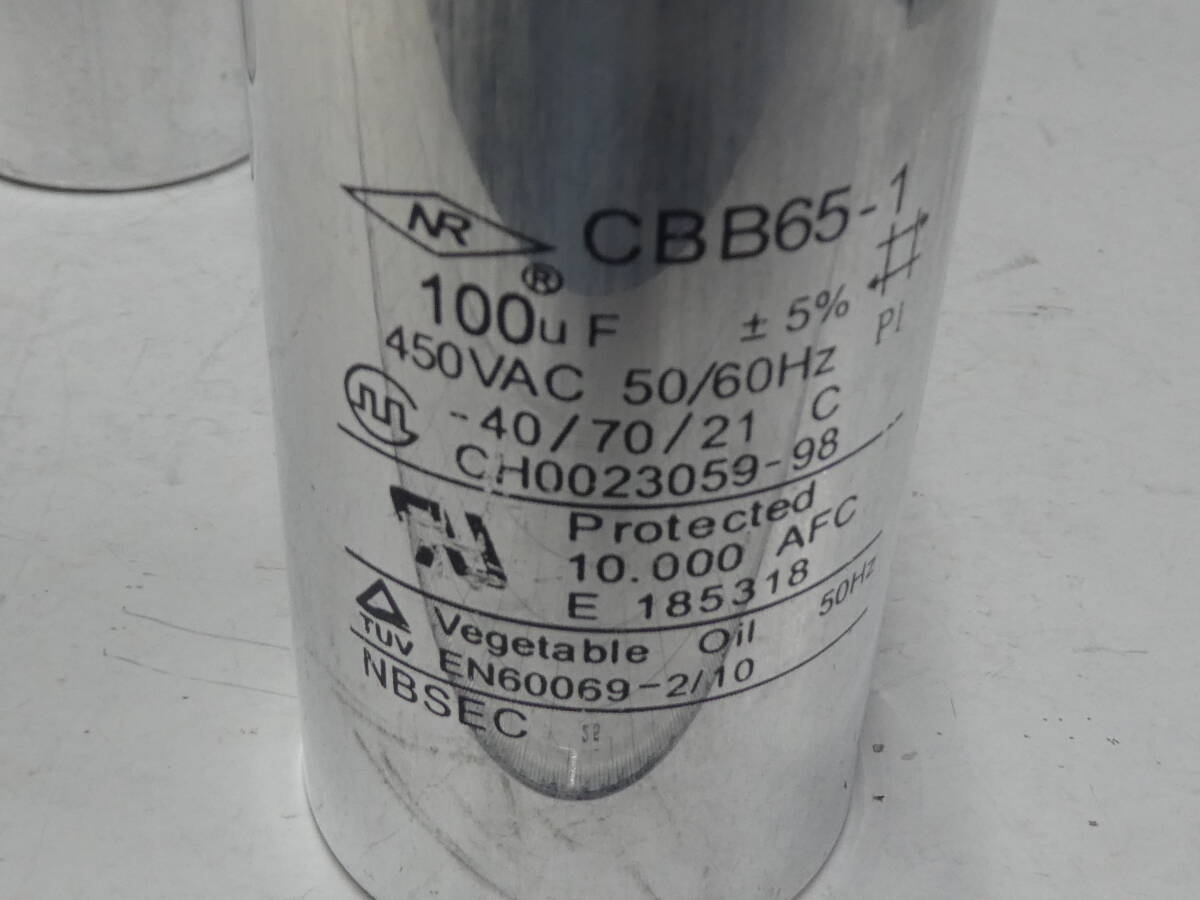 NR ® CBB65-1
100uF ± 5% P1
450VAC 50/60Hz
-40/70/21 C
CH0023059-98
Protected
10.000 AFC
E 185318
TUV Vegetable Oil 50Hz
EN60069-2/10
NBSEC